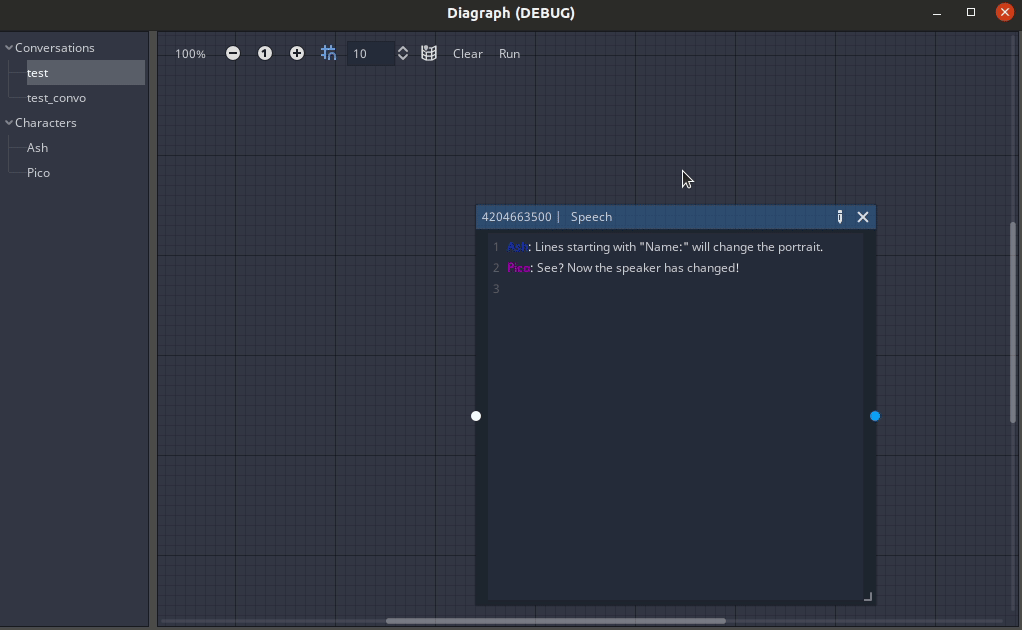 Diagraph (DEBUG)
Conversations
test
test_convo
Characters
Ash
Pico
100%
1
10
Clear
Run
4204663500 | Speech
1 Ash: Lines starting with "Name:" will change the portrait.
2 Pico: See? Now the speaker has changed!
3